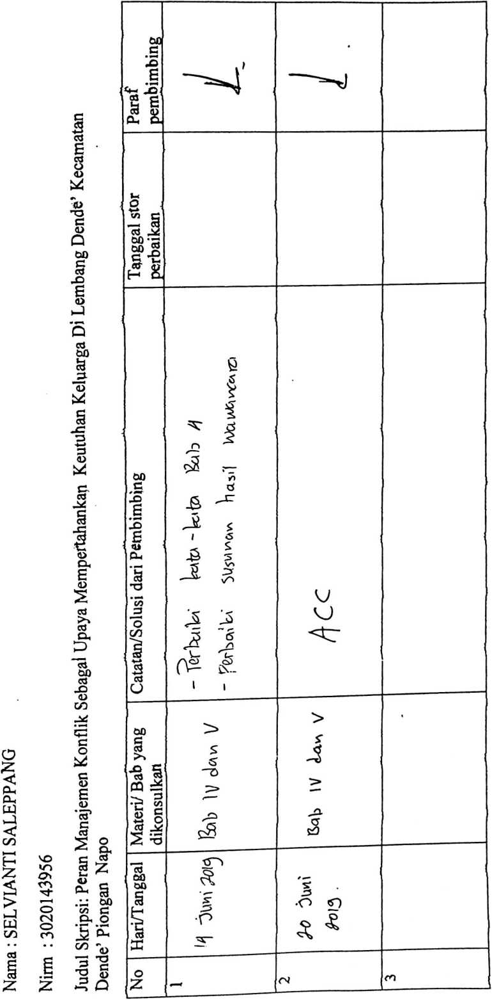 Nama : SELVIANTI SALEPPANG
Nirm : 3020143956
Judul Skripsi: Peran Manajemen Konflik Sebagai Upaya Mempertahankan Keutuhan Keluarga Di Lembang Dende' Kecamatan
Dende' Piongan Napo
No Hari/Tanggal Materi/ Bab yang dikonsulkan Catatan/Solusi dari Pembimbing Tanggal stor perbaikan Paraf pembimbing
1 19 Juni 2019 Bab IV dan V - Perbaiki kata-kata Bab 4
- Perbaiki susunan hasil wawancara
2 20 Juni 2019. Bab IV dan V ACC
3